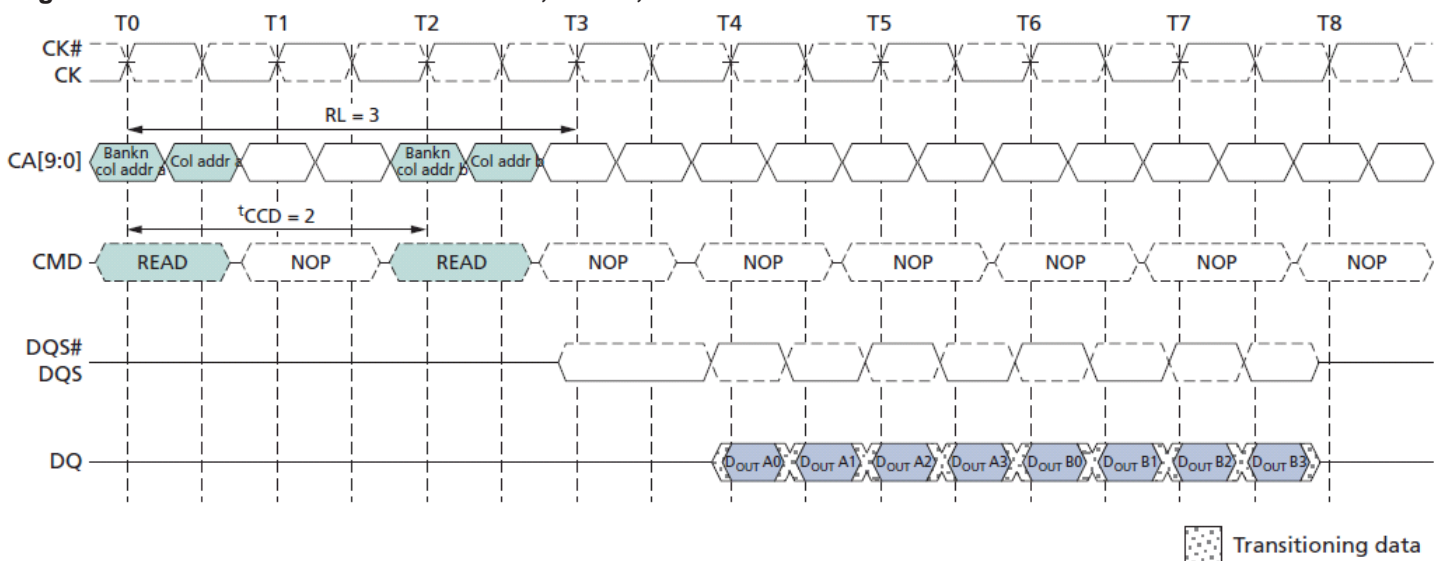 T0 T1 T2 T3 T4 T5 T6 T7 T8
CK#
CK
RL = 3
CA[9:0] Bankn col addr a Col addr a Bankn col addr b Col addr b
tCCD = 2
CMD READ NOP READ NOP NOP NOP NOP NOP NOP
DQS#
DQS
DQ DOUT A0 DOUT A1 DOUT A2 DOUT A3 DOUT B0 DOUT B1 DOUT B2 DOUT B3
Transitioning data